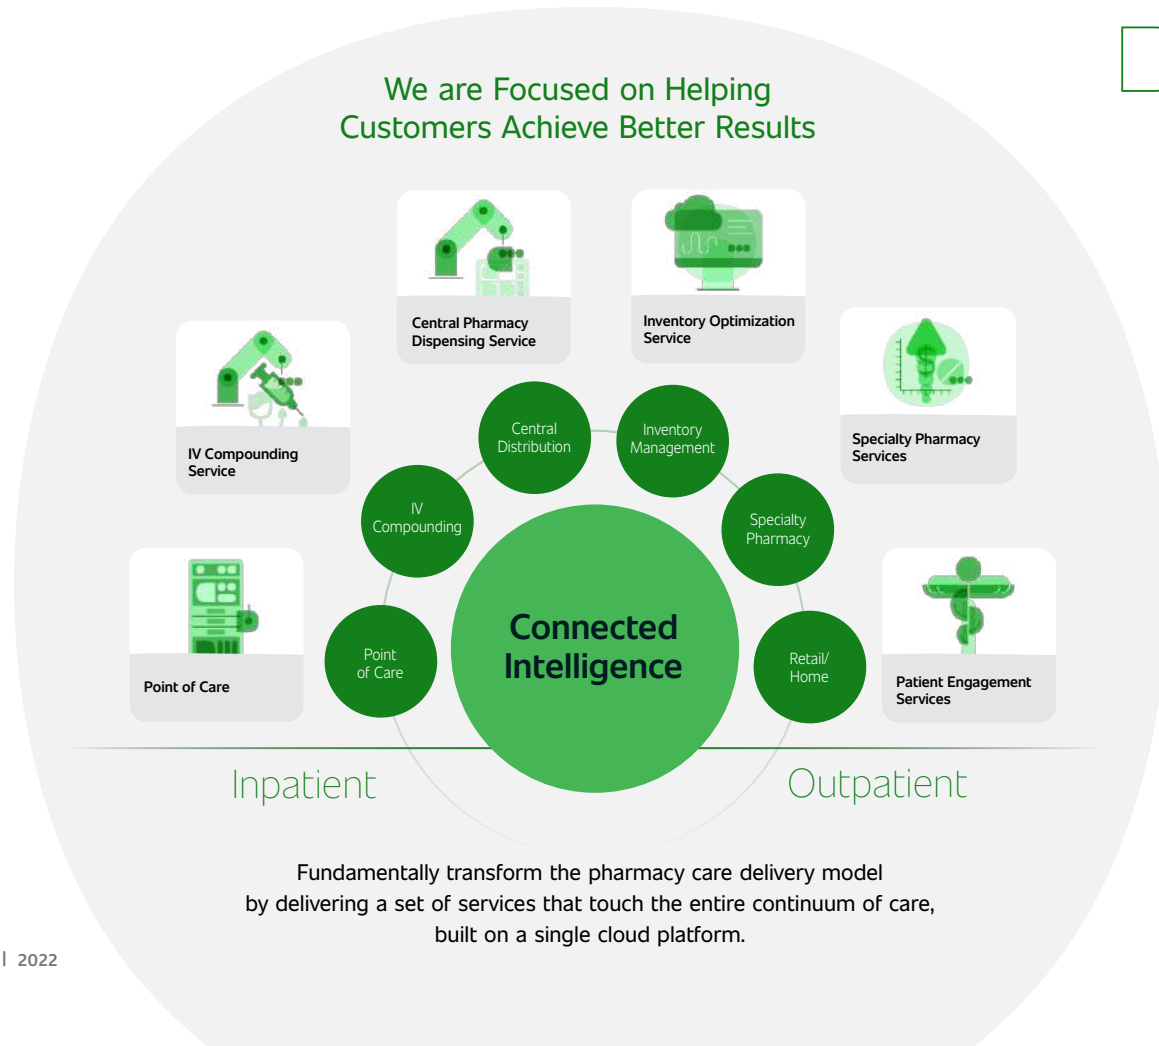 We are Focused on Helping
Customers Achieve Better Results
Central Pharmacy
Dispensing Service
Inventory Optimization
Service
IV Compounding
Service
Specialty Pharmacy
Services
Point of Care
Patient Engagement
Services
Central
Distribution
Inventory
Management
IV
Compounding
Specialty
Pharmacy
Point
of Care
Retail/
Home
Connected
Intelligence
Inpatient
Outpatient
Fundamentally transform the pharmacy care delivery model
by delivering a set of services that touch the entire continuum of care,
built on a single cloud platform.
| 2022